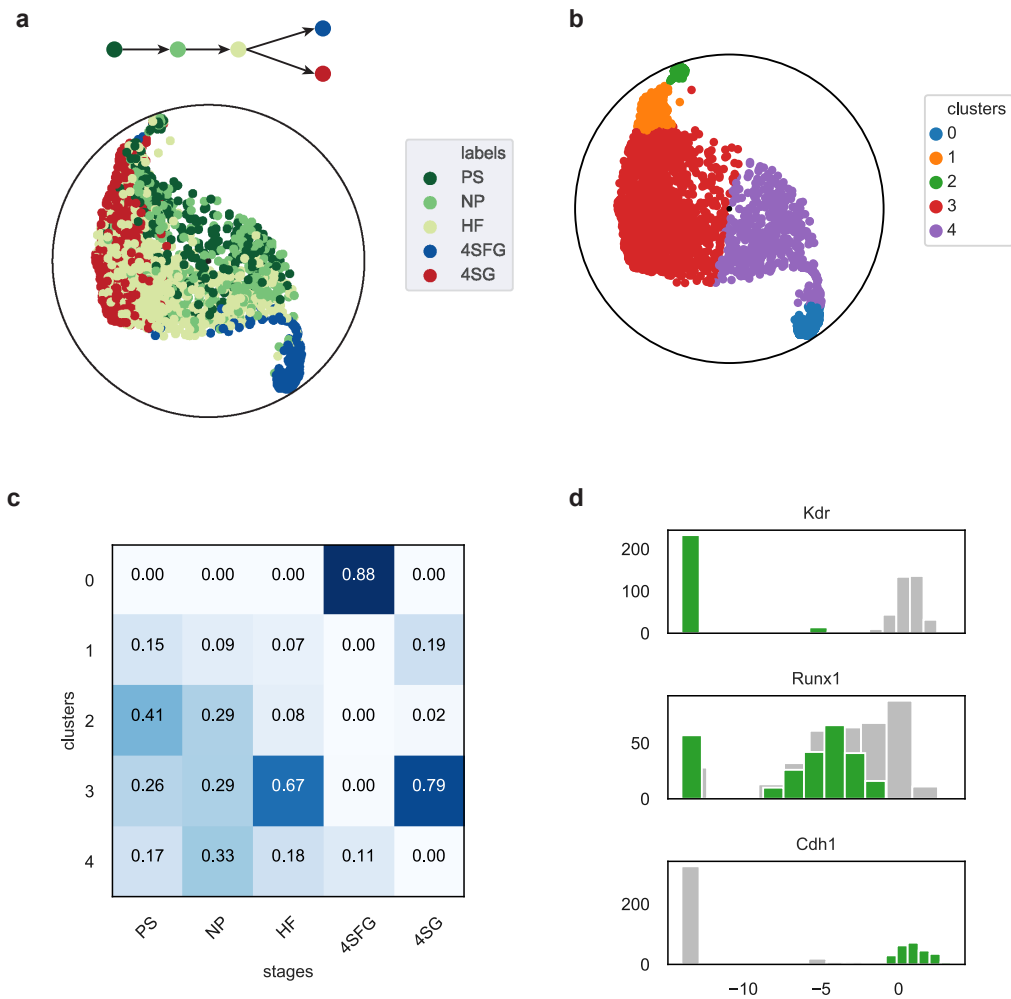 a
labels
PS
NP
HF
4SFG
4SG
b
clusters
0
1
2
3
4
c
clusters
0 0.00 0.00 0.00 0.88 0.00
1 0.15 0.09 0.07 0.00 0.19
2 0.41 0.29 0.08 0.00 0.02
3 0.26 0.29 0.67 0.00 0.79
4 0.17 0.33 0.18 0.11 0.00
PS NP HF 4SFG 4SG
stages
d
Kdr
200
100
0
Runx1
50
0
Cdh1
200
0
−10 −5 0